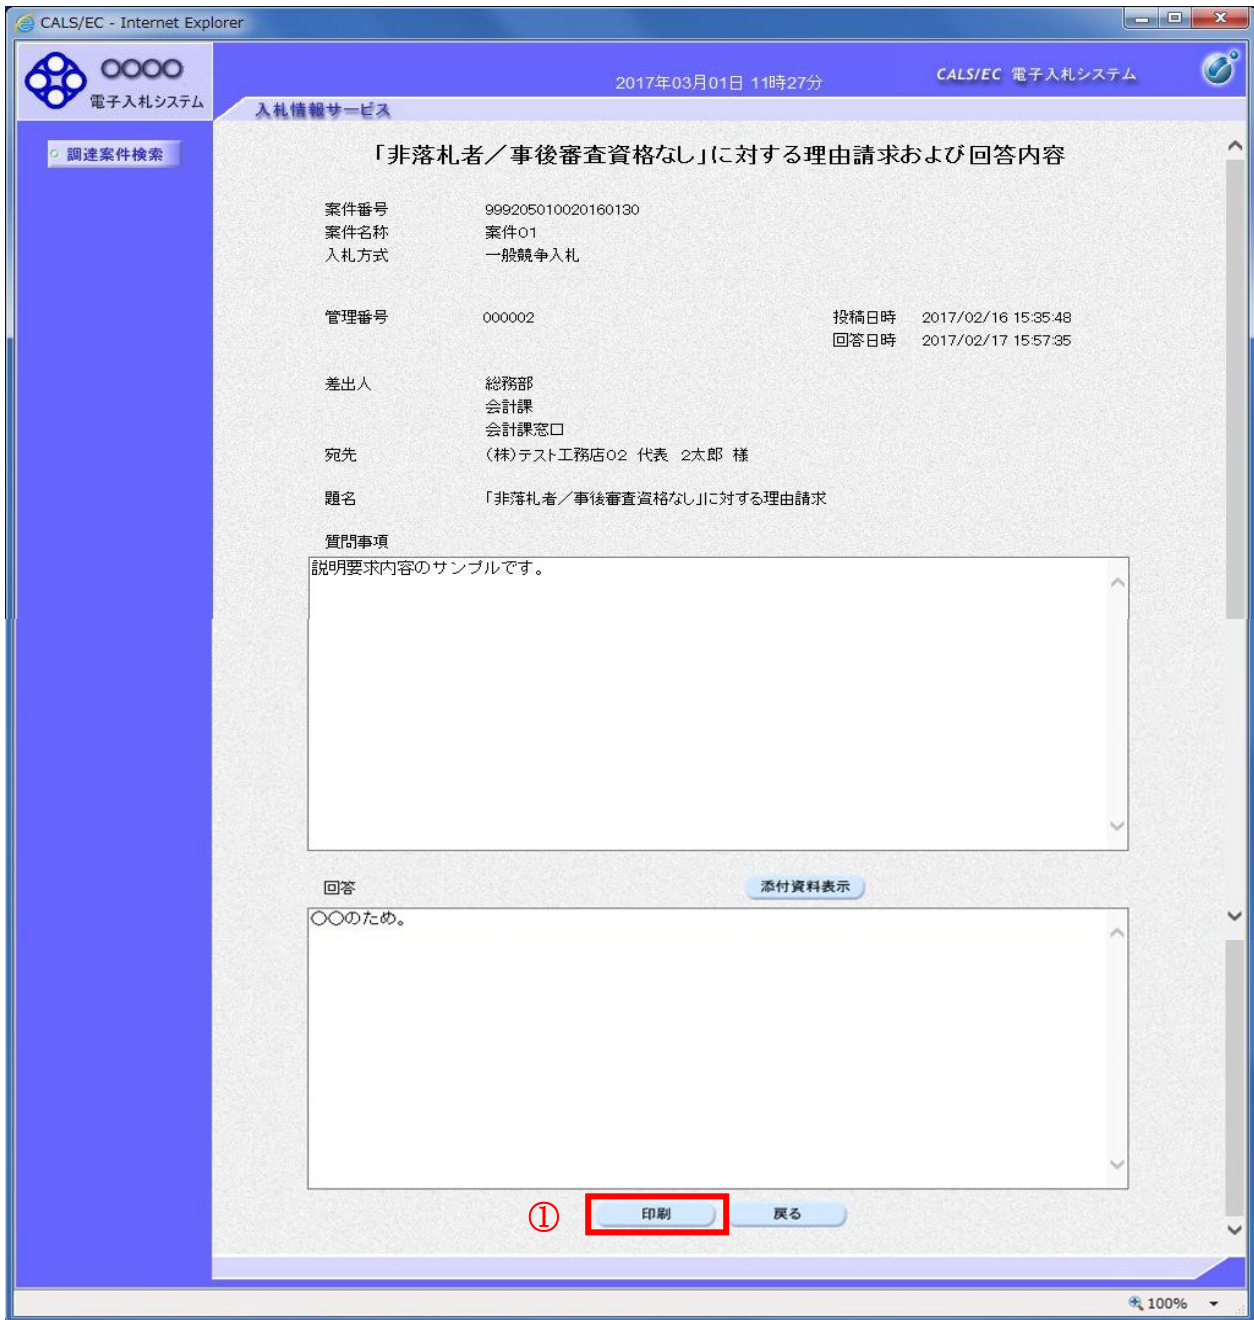 CALS/EC - Internet Explorer
〇〇〇〇
電子入札システム
2017年03月01日 11時27分
CALS/EC 電子入札システム
入札情報サービス
調達案件検索
「非落札者／事後審査資格なし」に対する理由請求および回答内容
案件番号 999205010020160130
案件名称 案件01
入札方式 一般競争入札
管理番号 000002 投稿日時 2017/02/16 15:35:48
回答日時 2017/02/17 15:57:35
差出人 総務部
会計課
会計課窓口
宛先 (株)テスト工務店02 代表 2太郎 様
題名 「非落札者／事後審査資格なし」に対する理由請求
質問事項
説明要求内容のサンプルです。
回答 添付資料表示
〇〇のため。
① 印刷 戻る
100%